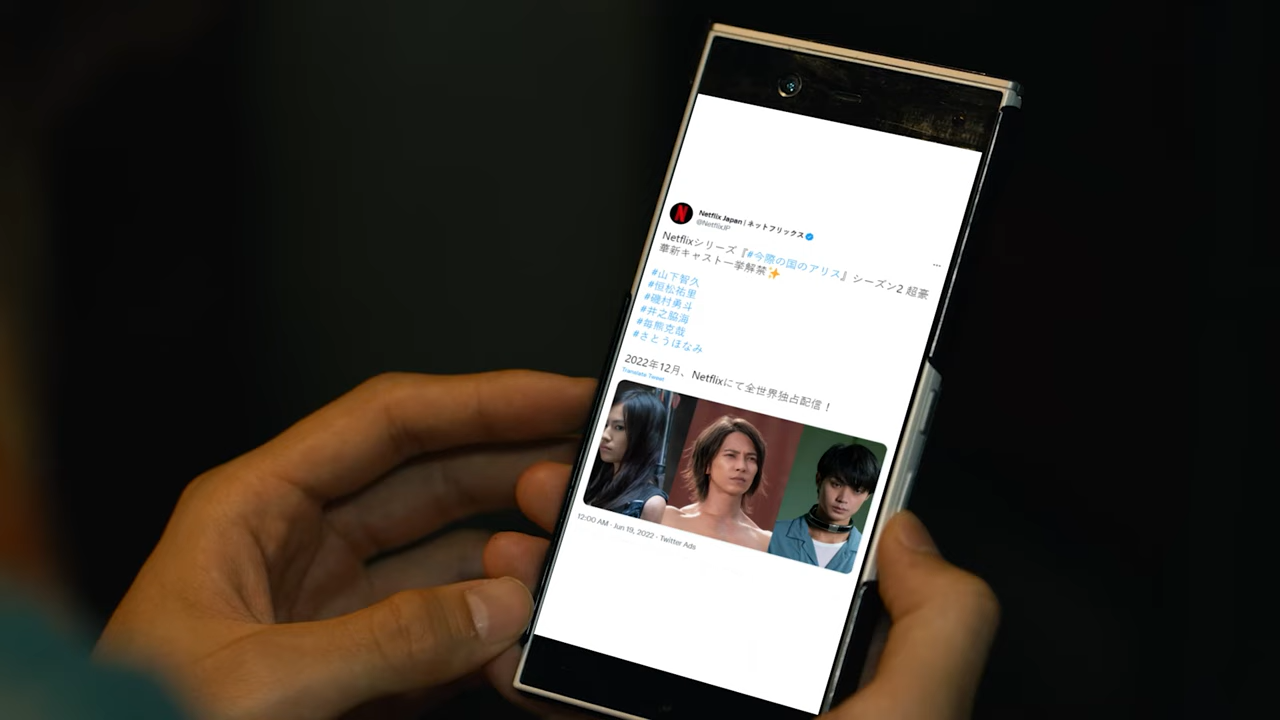 Netflix Japan | ネットフリックス
@NetflixJP
Netflixシリーズ『#今際の国のアリス』シーズン2 超豪
華新キャスト一挙解禁✨
#山下智久
#恒松祐里
#磯村勇斗
#井之脇海
#毎熊克哉
#さとうほなみ
2022年12月、Netflixにて全世界独占配信！
Translate Tweet
12:00 AM · Jun 19, 2022 · Twitter Ads